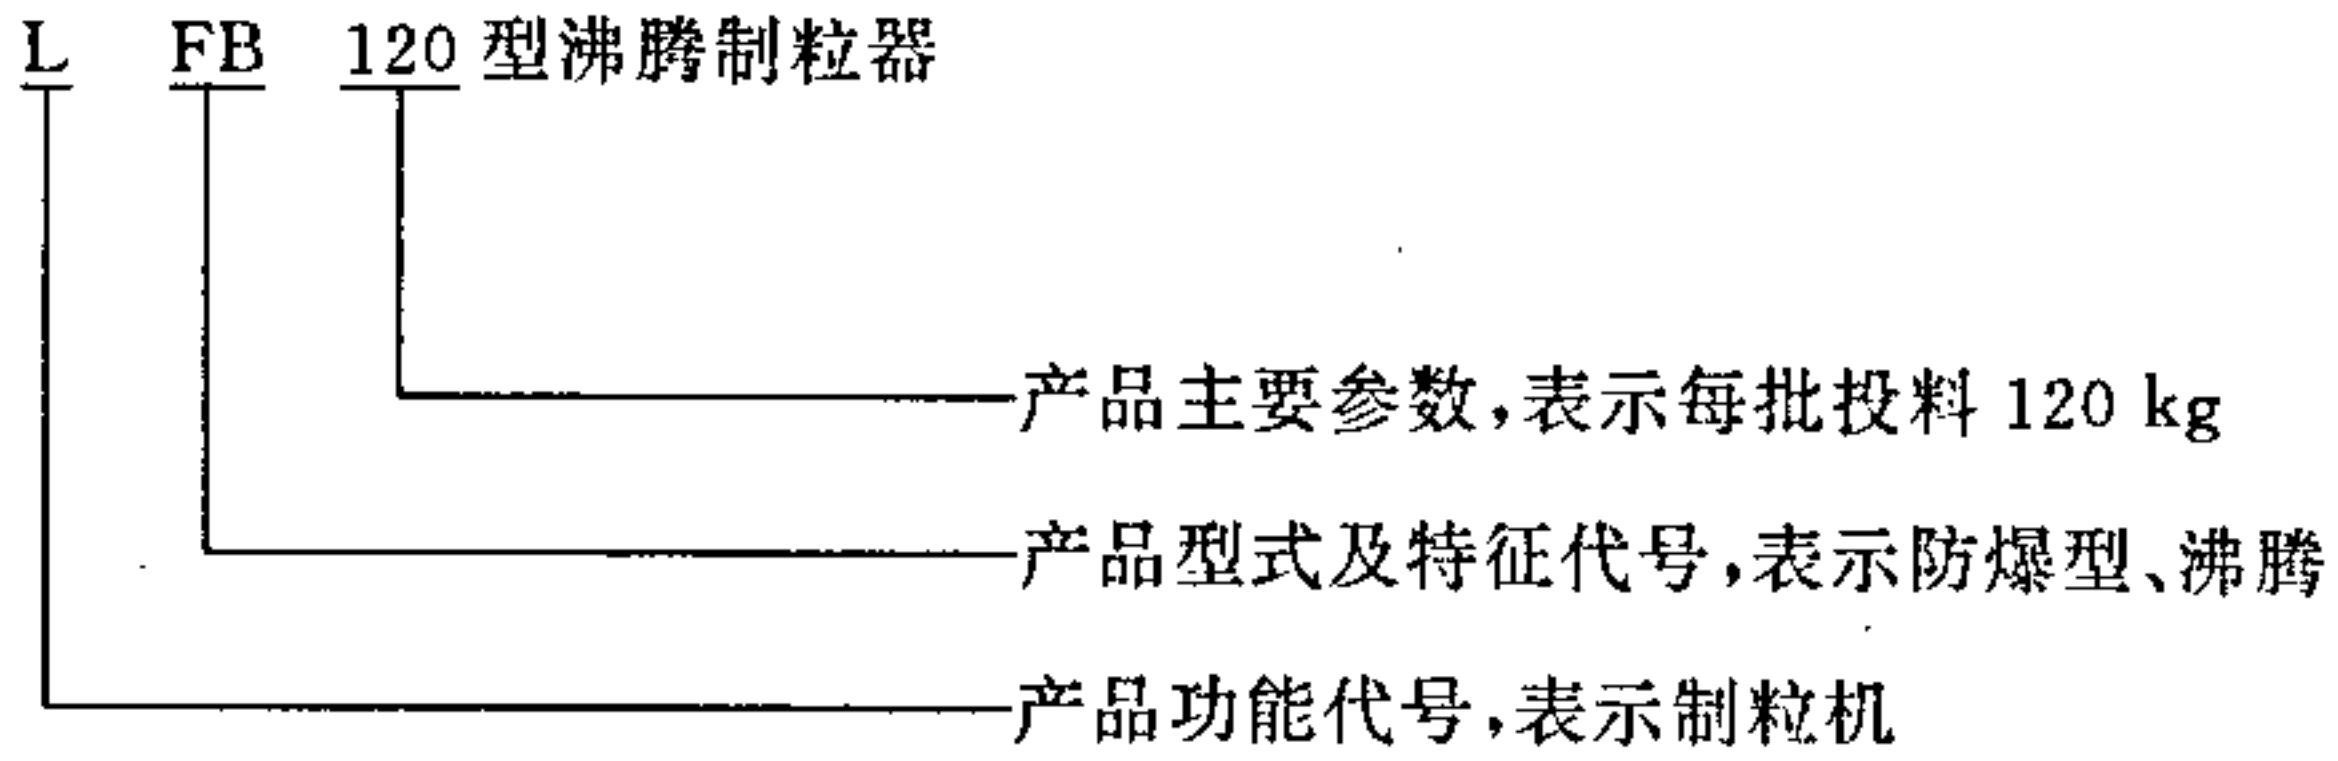 L FB 120 型沸腾制粒器
产品主要参数,表示每批投料 120 kg
产品型式及特征代号,表示防爆型、沸腾
产品功能代号,表示制粒机